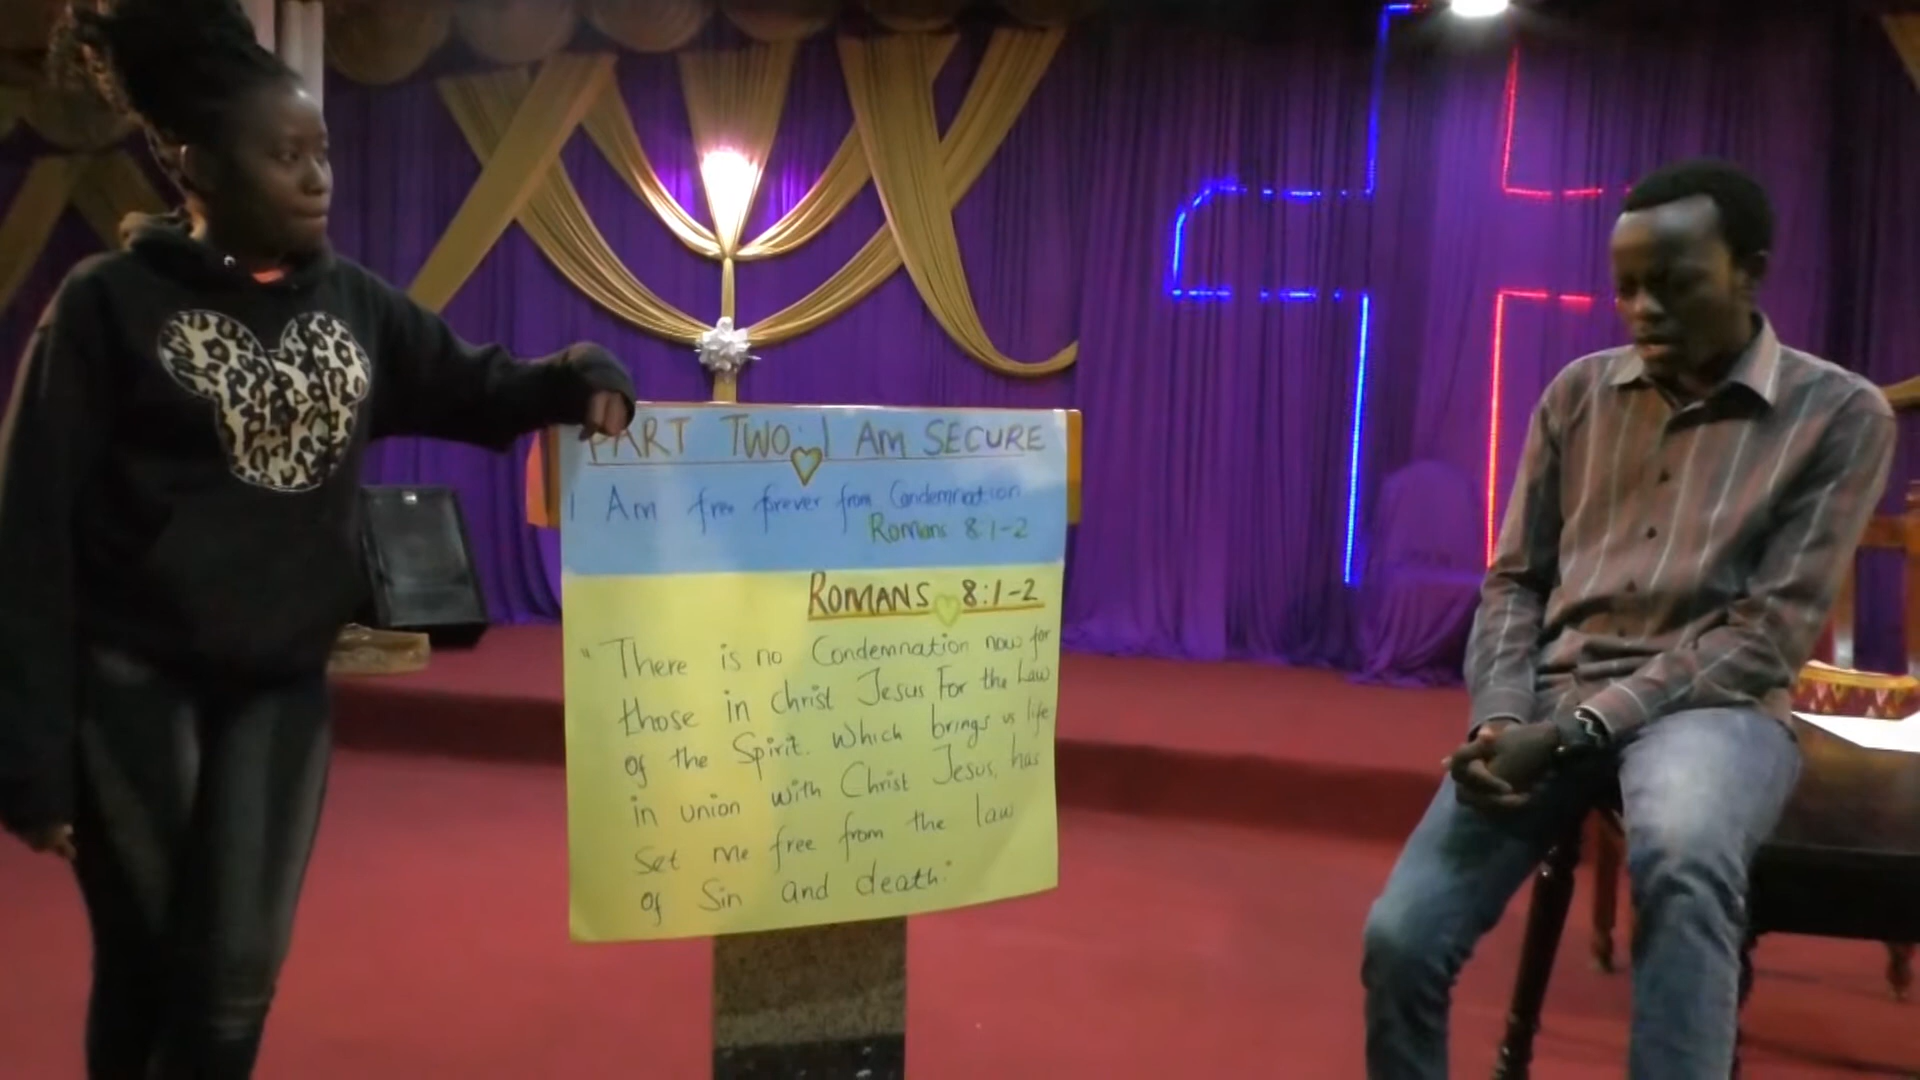 PART TWO: I AM SECURE
I Am free forever from Condemnation
Romans 8:1-2
ROMANS 8:1-2
"There is no Condemnation now for
those in Christ Jesus For the Law
of the Spirit. Which brings us life
in union with Christ Jesus, has
Set me free from the law
of Sin and death."